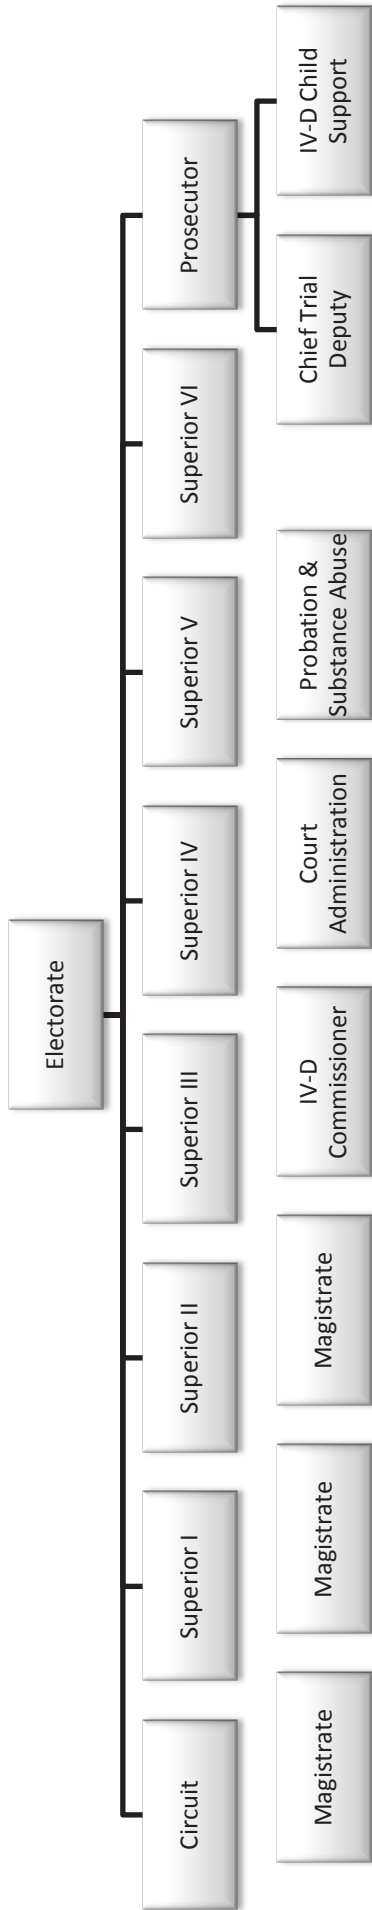 Electorate
Circuit
Superior I
Superior II
Superior III
Superior IV
Superior V
Superior VI
Prosecutor
Magistrate
Magistrate
Magistrate
IV-D
Commissioner
Court
Administration
Probation &
Substance Abuse
Chief Trial
Deputy
IV-D Child
Support